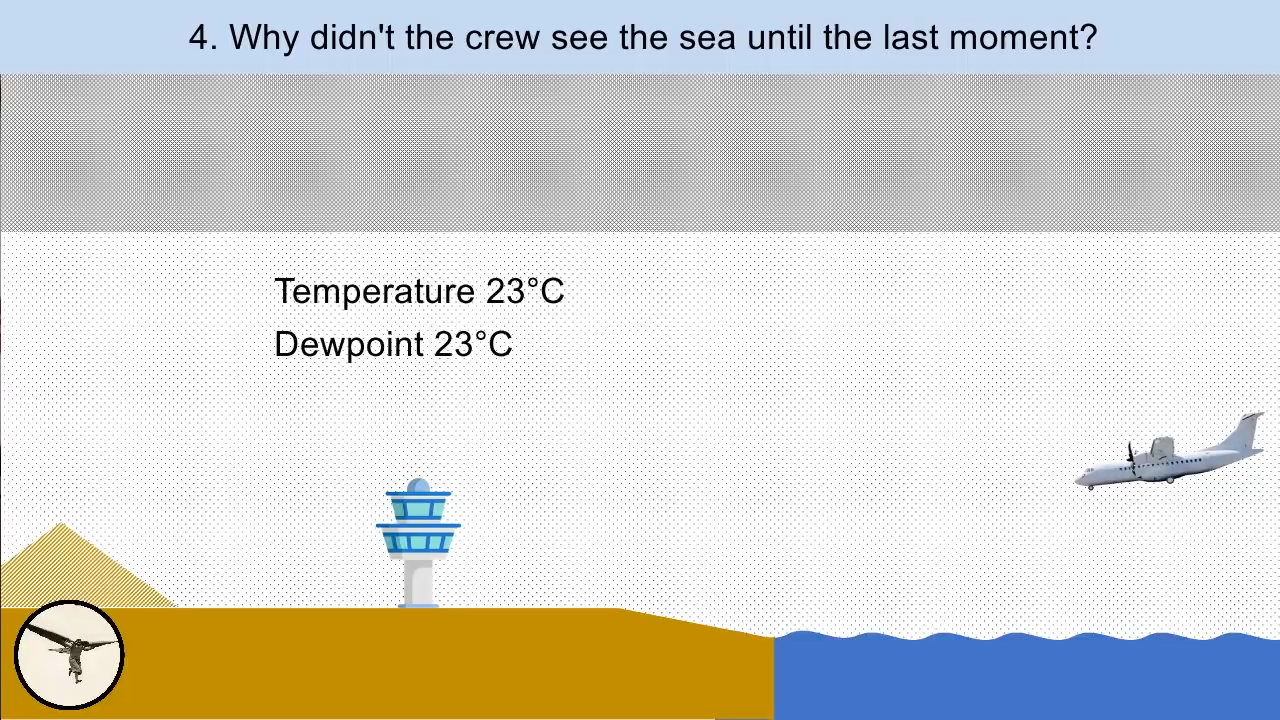 4. Why didn't the crew see the sea until the last moment?
Temperature 23°C
Dewpoint 23°C